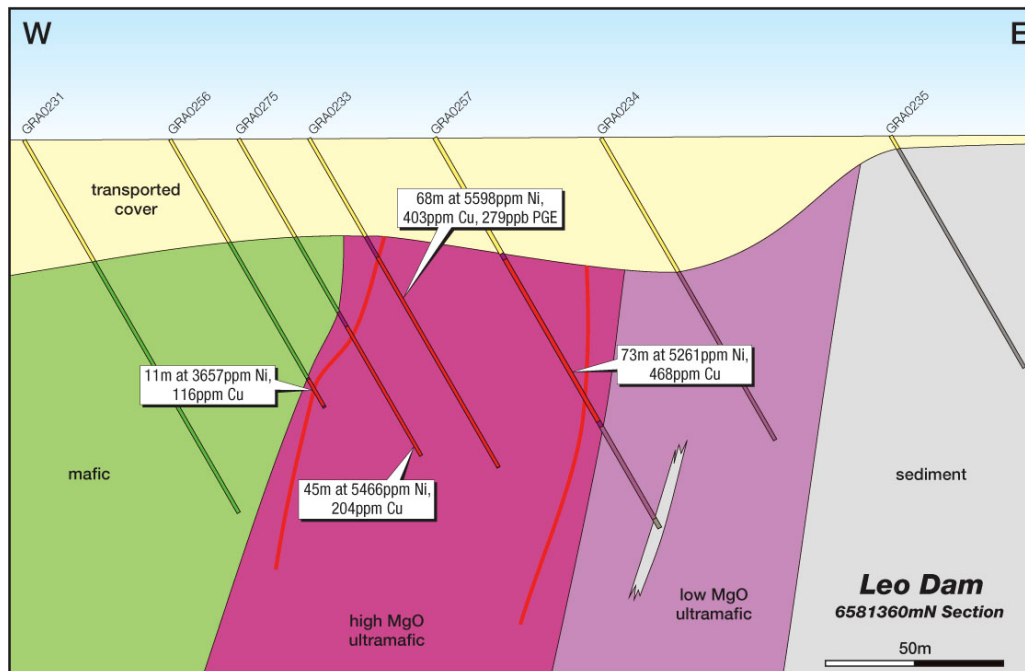 W
E
GRA0231
GRA0256
GRA0275
GRA0233
GRA0257
GRA0234
GRA0235
transported
cover
68m at 5598ppm Ni,
403ppm Cu, 279ppb PGE
11m at 3657ppm Ni,
116ppm Cu
73m at 5261ppm Ni,
468ppm Cu
45m at 5466ppm Ni,
204ppm Cu
mafic
sediment
high MgO
ultramafic
low MgO
ultramafic
Leo Dam
6581360mN Section
50m